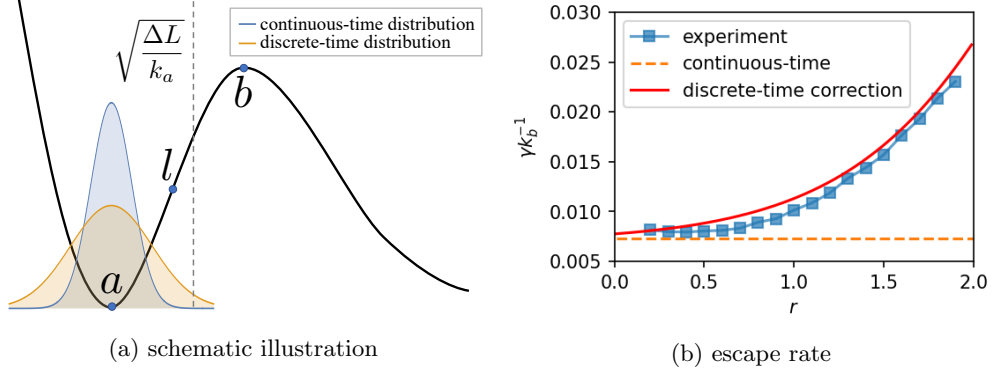 continuous-time distribution
discrete-time distribution
√(ΔL/k_a)
b
l
a
(a) schematic illustration
0.030
0.025
0.020
0.015
0.010
0.005
γk_b^{-1}
experiment
continuous-time
discrete-time correction
0.0 0.5 1.0 1.5 2.0
r
(b) escape rate